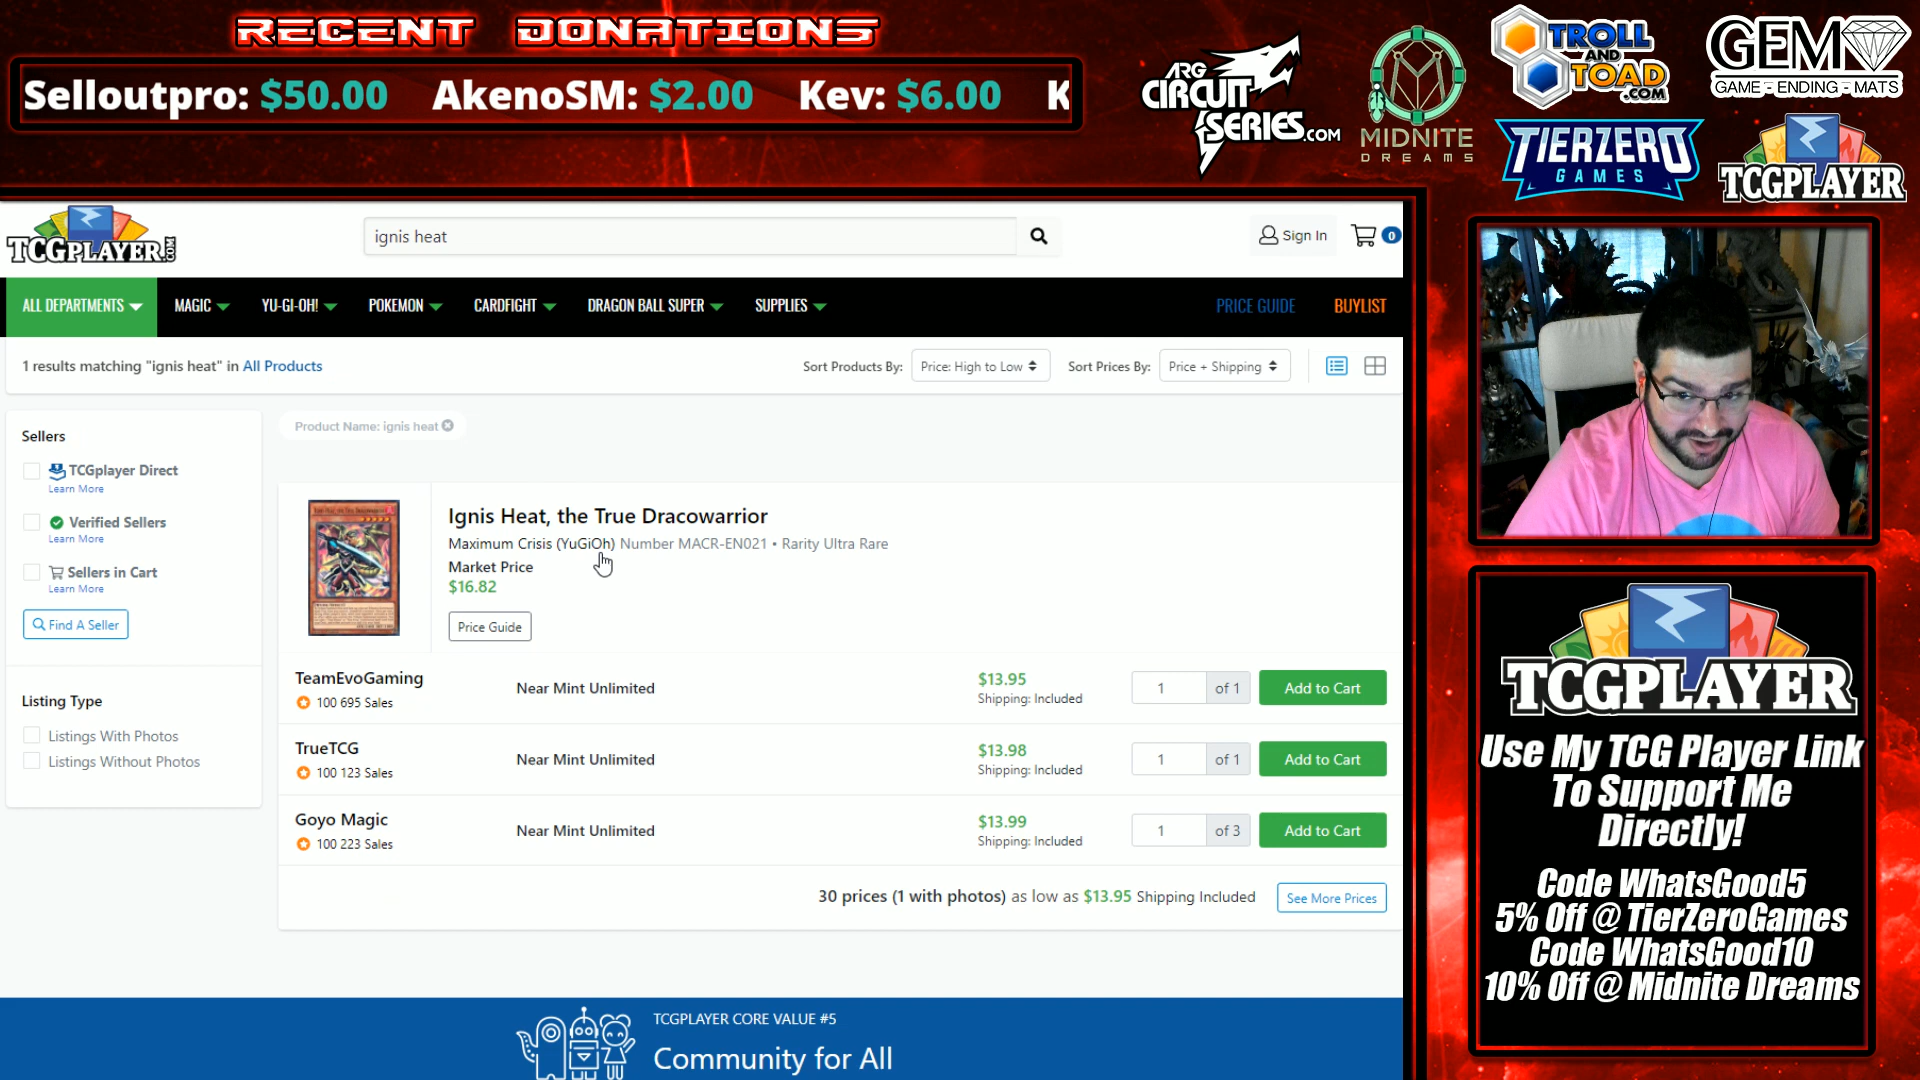 RECENT DONATIONS
Selloutpro: $50.00 AkenoSM: $2.00 Kev: $6.00 K
ARG CIRCUIT SERIES.COM
MIDNITE DREAMS
TROLL AND TOAD .COM
GEM
GAME - ENDING - MATS
TIERZERO GAMES
TCGPLAYER
TCGPLAYER.COM
ignis heat
Sign In
0
ALL DEPARTMENTS
MAGIC
YU-GI-OH!
POKEMON
CARDFIGHT
DRAGON BALL SUPER
SUPPLIES
PRICE GUIDE
BUYLIST
1 results matching "ignis heat" in All Products
Sort Products By: Price: High to Low
Sort Prices By: Price + Shipping
Sellers
TCGplayer Direct
Learn More
Verified Sellers
Learn More
Sellers in Cart
Learn More
Find A Seller
Listing Type
Listings With Photos
Listings Without Photos
Product Name: ignis heat
Ignis Heat, the True Dracowarrior
Maximum Crisis (YuGiOh) Number MACR-EN021 • Rarity Ultra Rare
Market Price
$16.82
Price Guide
TeamEvoGaming
100 695 Sales
Near Mint Unlimited
$13.95
Shipping: Included
1 of 1
Add to Cart
TrueTCG
100 123 Sales
Near Mint Unlimited
$13.98
Shipping: Included
1 of 1
Add to Cart
Goyo Magic
100 223 Sales
Near Mint Unlimited
$13.99
Shipping: Included
1 of 3
Add to Cart
30 prices (1 with photos) as low as $13.95 Shipping Included
See More Prices
TCGPLAYER CORE VALUE #5
Community for All
TCGPLAYER
Use My TCG Player Link
To Support Me
Directly!
Code WhatsGood5
5% Off @ TierZeroGames
Code WhatsGood10
10% Off @ Midnite Dreams